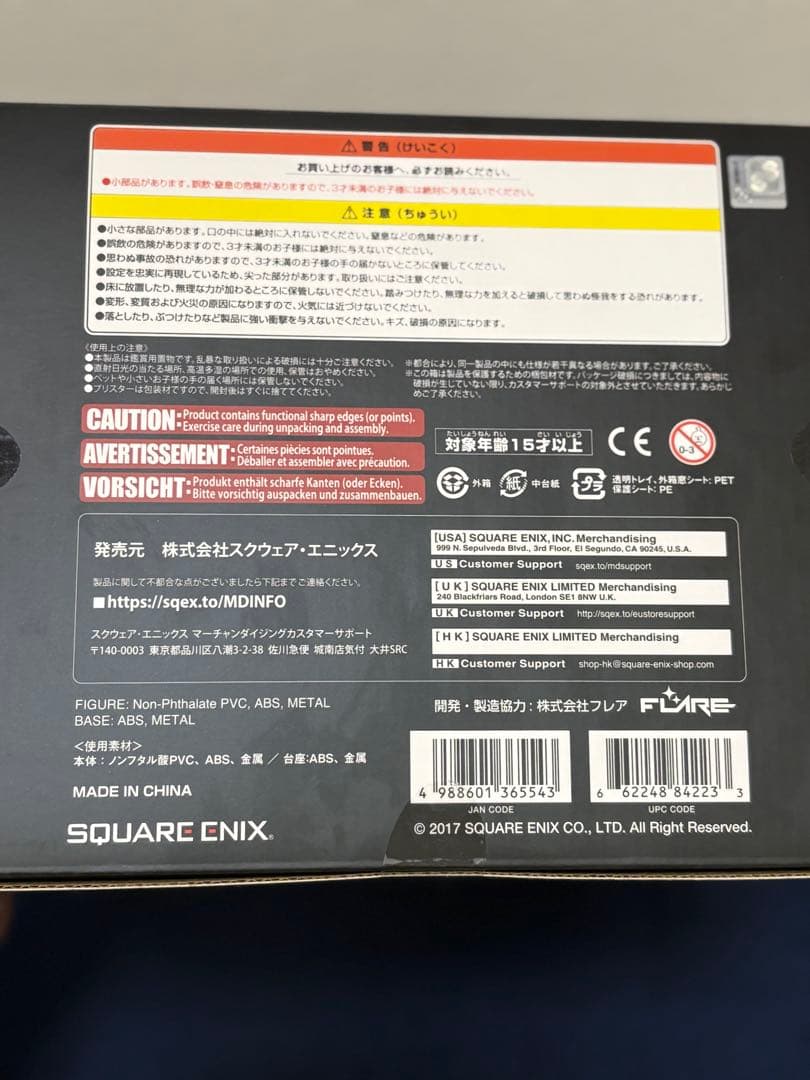 ⚠ 警告(けいこく)
お買い上げのお客様へ、必ずお読みください。
●小部品があります。誤飲・窒息の危険がありますので、3才未満のお子様には絶対に与えないでください。
⚠ 注意(ちゅうい)
●小さな部品があります。口の中には絶対に入れないでください。窒息などの危険があります。
●誤飲の危険がありますので、3才未満のお子様には絶対に与えないでください。
●思わぬ事故の恐れがありますので、3才未満のお子様の手の届かないところに保管してください。
●設定を忠実に再現しているため、尖った部分があります。取り扱いにはご注意ください。
●床に放置したり、無理な力が加わるところに保管しないでください。踏みつけたり、無理な力を加えると破損して思わぬ怪我をする恐れがあります。
●変形、変質および火災の原因になりますので、火気には近づけないでください。
●落としたり、ぶつけたりなど製品に強い衝撃を与えないでください。キズ、破損の原因になります。
《使用上の注意》
●本製品は鑑賞用置物です。乱暴な取り扱いによる破損には十分ご注意ください。
●直射日光の当たる場所、高温多湿の場所での使用、保管はおやめください。
●ペットや小さいお子様の手の届く場所には保管しないでください。
●ブリスターは包装材ですので、開封後はすぐに捨ててください。
※都合により、同一製品の中にも仕様が若干異なる場合があります。ご了承ください。
※この箱は製品を保護するための梱包材です。パッケージ破損につきましては、内容物に
破損が生じていない限り、カスタマーサポートの対象外とさせていただきます。あらかじ
めご了承ください。
CAUTION: Product contains functional sharp edges (or points).
Exercise care during unpacking and assembly.
AVERTISSEMENT: Certaines pièces sont pointues.
Déballer et assembler avec précaution.
VORSICHT: Produkt enthält scharfe Kanten (oder Ecken).
Bitte vorsichtig auspacken und zusammenbauen.
たいしょうねんれい さい いじょう
対象年齢15才以上
CE
0-3
プラ 外箱
紙 中台紙
プラ 透明トレイ、外箱窓シート:PET
保護シート:PE
発売元 株式会社スクウェア・エニックス
製品に関して不都合な点がございましたら下記までご連絡ください。
■https://sqex.to/MDINFO
スクウェア・エニックス マーチャンダイジングカスタマーサポート
〒140-0003 東京都品川区八潮3-2-38 佐川急便 城南店気付 大井SRC
[USA] SQUARE ENIX, INC. Merchandising
999 N. Sepulveda Blvd., 3rd Floor, El Segundo, CA 90245, U.S.A.
US Customer Support sqex.to/mdsupport
[UK] SQUARE ENIX LIMITED Merchandising
240 Blackfriars Road, London SE1 8NW U.K.
UK Customer Support http://sqex.to/eustoresupport
[HK] SQUARE ENIX LIMITED Merchandising
HK Customer Support shop-hk@square-enix-shop.com
FIGURE: Non-Phthalate PVC, ABS, METAL
BASE: ABS, METAL
<使用素材>
本体:ノンフタル酸PVC、ABS、金属 / 台座:ABS、金属
MADE IN CHINA
SQUARE ENIX®
開発・製造協力:株式会社フレア FLARE
4 988601 365543
JAN CODE
6 62248 84223 3
UPC CODE
© 2017 SQUARE ENIX CO., LTD. All Right Reserved.